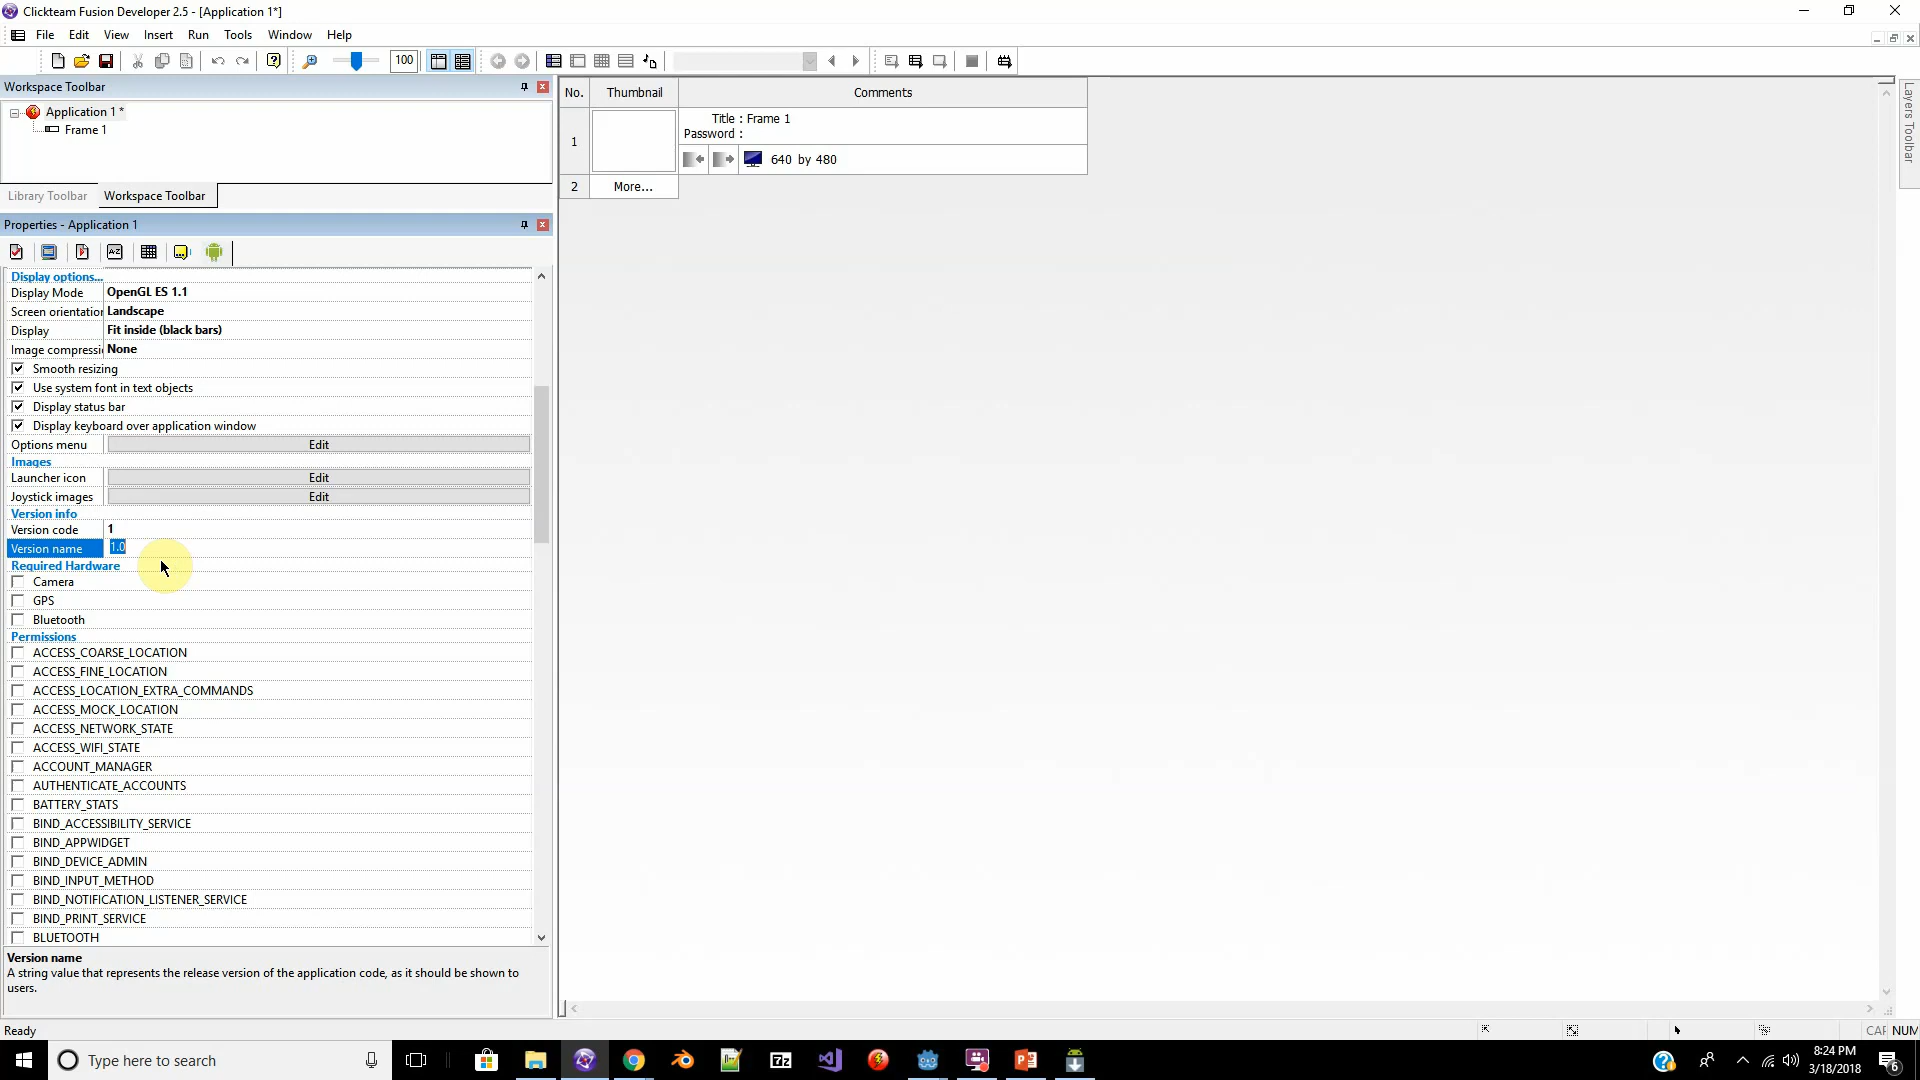 Clickteam Fusion Developer 2.5 - [Application 1*]
File Edit View Insert Run Tools Window Help
100
Workspace Toolbar
Application 1 *
Frame 1
Library Toolbar Workspace Toolbar
Properties - Application 1
Display options...
Display Mode OpenGL ES 1.1
Screen orientation Landscape
Display Fit inside (black bars)
Image compressi None
Smooth resizing
Use system font in text objects
Display status bar
Display keyboard over application window
Options menu Edit
Images
Launcher icon Edit
Joystick images Edit
Version info
Version code 1
Version name 1.0
Required Hardware
Camera
GPS
Bluetooth
Permissions
ACCESS_COARSE_LOCATION
ACCESS_FINE_LOCATION
ACCESS_LOCATION_EXTRA_COMMANDS
ACCESS_MOCK_LOCATION
ACCESS_NETWORK_STATE
ACCESS_WIFI_STATE
ACCOUNT_MANAGER
AUTHENTICATE_ACCOUNTS
BATTERY_STATS
BIND_ACCESSIBILITY_SERVICE
BIND_APPWIDGET
BIND_DEVICE_ADMIN
BIND_INPUT_METHOD
BIND_NOTIFICATION_LISTENER_SERVICE
BIND_PRINT_SERVICE
BLUETOOTH
Version name
A string value that represents the release version of the application code, as it should be shown to
users.
No. Thumbnail Comments
1
Title : Frame 1
Password :
640 by 480
2 More...
Layers Toolbar
Ready
CAP NUM
Type here to search
7z
8:24 PM
3/18/2018
6